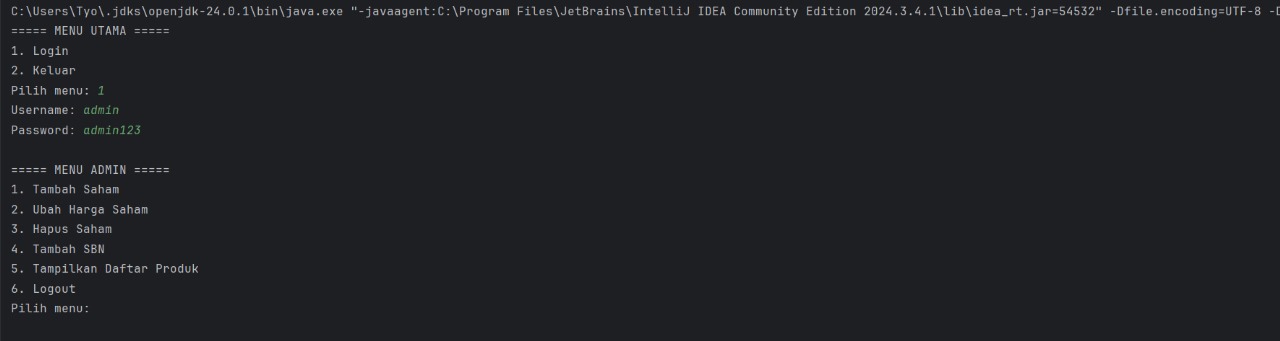 C:\Users\Tyo\.jdks\openjdk-24.0.1\bin\java.exe "-javaagent:C:\Program Files\JetBrains\IntelliJ IDEA Community Edition 2024.3.4.1\lib\idea_rt.jar=54532" -Dfile.encoding=UTF-8 -D
===== MENU UTAMA =====
1. Login
2. Keluar
Pilih menu: 1
Username: admin
Password: admin123
===== MENU ADMIN =====
1. Tambah Saham
2. Ubah Harga Saham
3. Hapus Saham
4. Tambah SBN
5. Tampilkan Daftar Produk
6. Logout
Pilih menu: